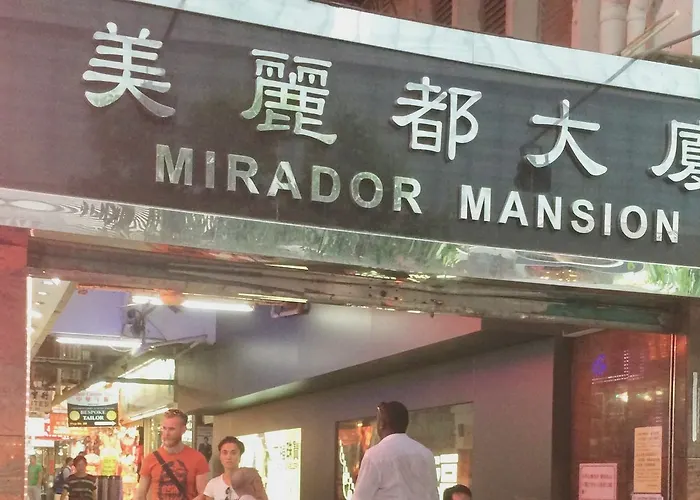 美麗都大廈
MIRADOR MANSION
BESPOKE
TAILOR